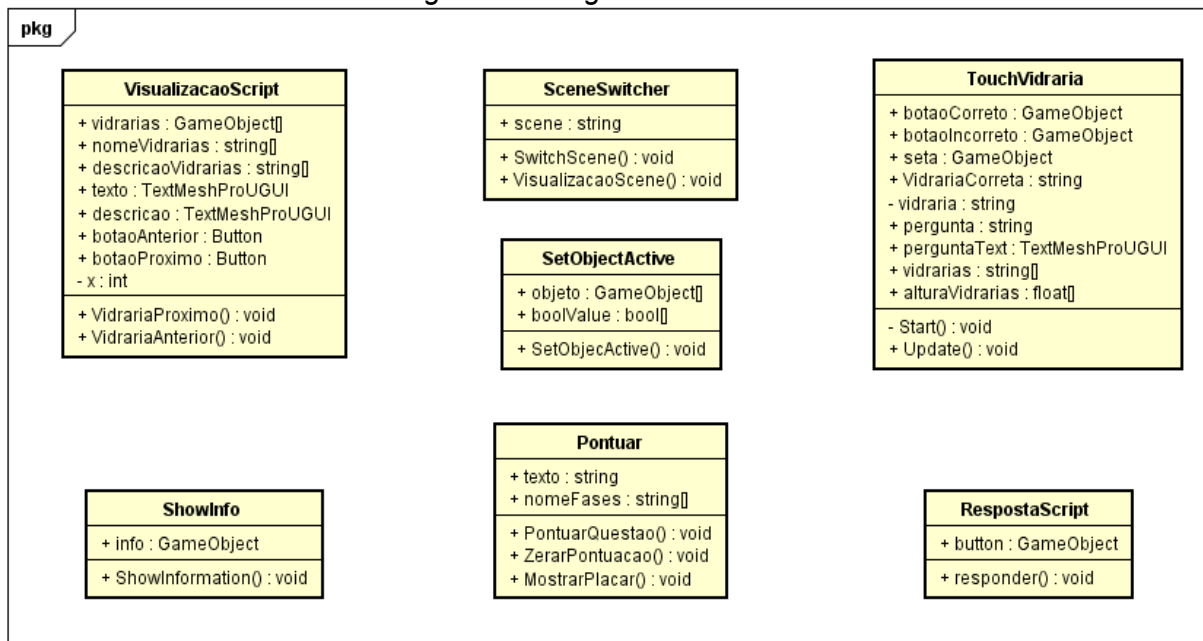 pkg
VisualizacaoScript
+ vidrarias : GameObject[]
+ nomeVidrarias : string[]
+ descricaoVidrarias : string[]
+ texto : TextMeshProUGUI
+ descricao : TextMeshProUGUI
+ botaoAnterior : Button
+ botaoProximo : Button
- x : int
+ VidrariaProximo() : void
+ VidrariaAnterior() : void
SceneSwitcher
+ scene : string
+ SwitchScene() : void
+ VisualizacaoScene() : void
TouchVidraria
+ botaoCorreto : GameObject
+ botaoIncorreto : GameObject
+ seta : GameObject
+ VidrariaCorreta : string
- vidraria : string
+ pergunta : string
+ perguntaText : TextMeshProUGUI
+ vidrarias : string[]
+ alturaVidrarias : float[]
- Start() : void
+ Update() : void
SetObjectActive
+ objeto : GameObject[]
+ boolValue : bool[]
+ SetObjecActive() : void
ShowInfo
+ info : GameObject
+ ShowInformation() : void
Pontuar
+ texto : string
+ nomeFases : string[]
+ PontuarQuestao() : void
+ ZerarPontuacao() : void
+ MostrarPlacar() : void
RespostaScript
+ button : GameObject
+ responder() : void